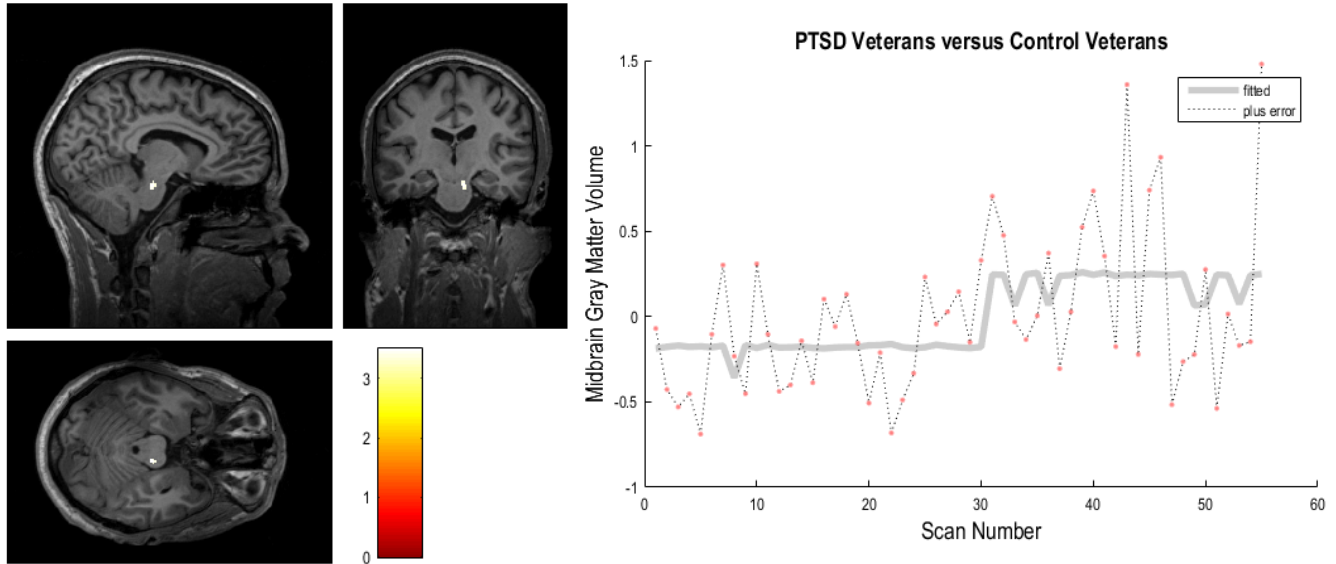 PTSD Veterans versus Control Veterans
fitted
plus error
Midbrain Gray Matter Volume
1.5
1
0.5
0
-0.5
-1
0 10 20 30 40 50 60
Scan Number
3
2
1
0